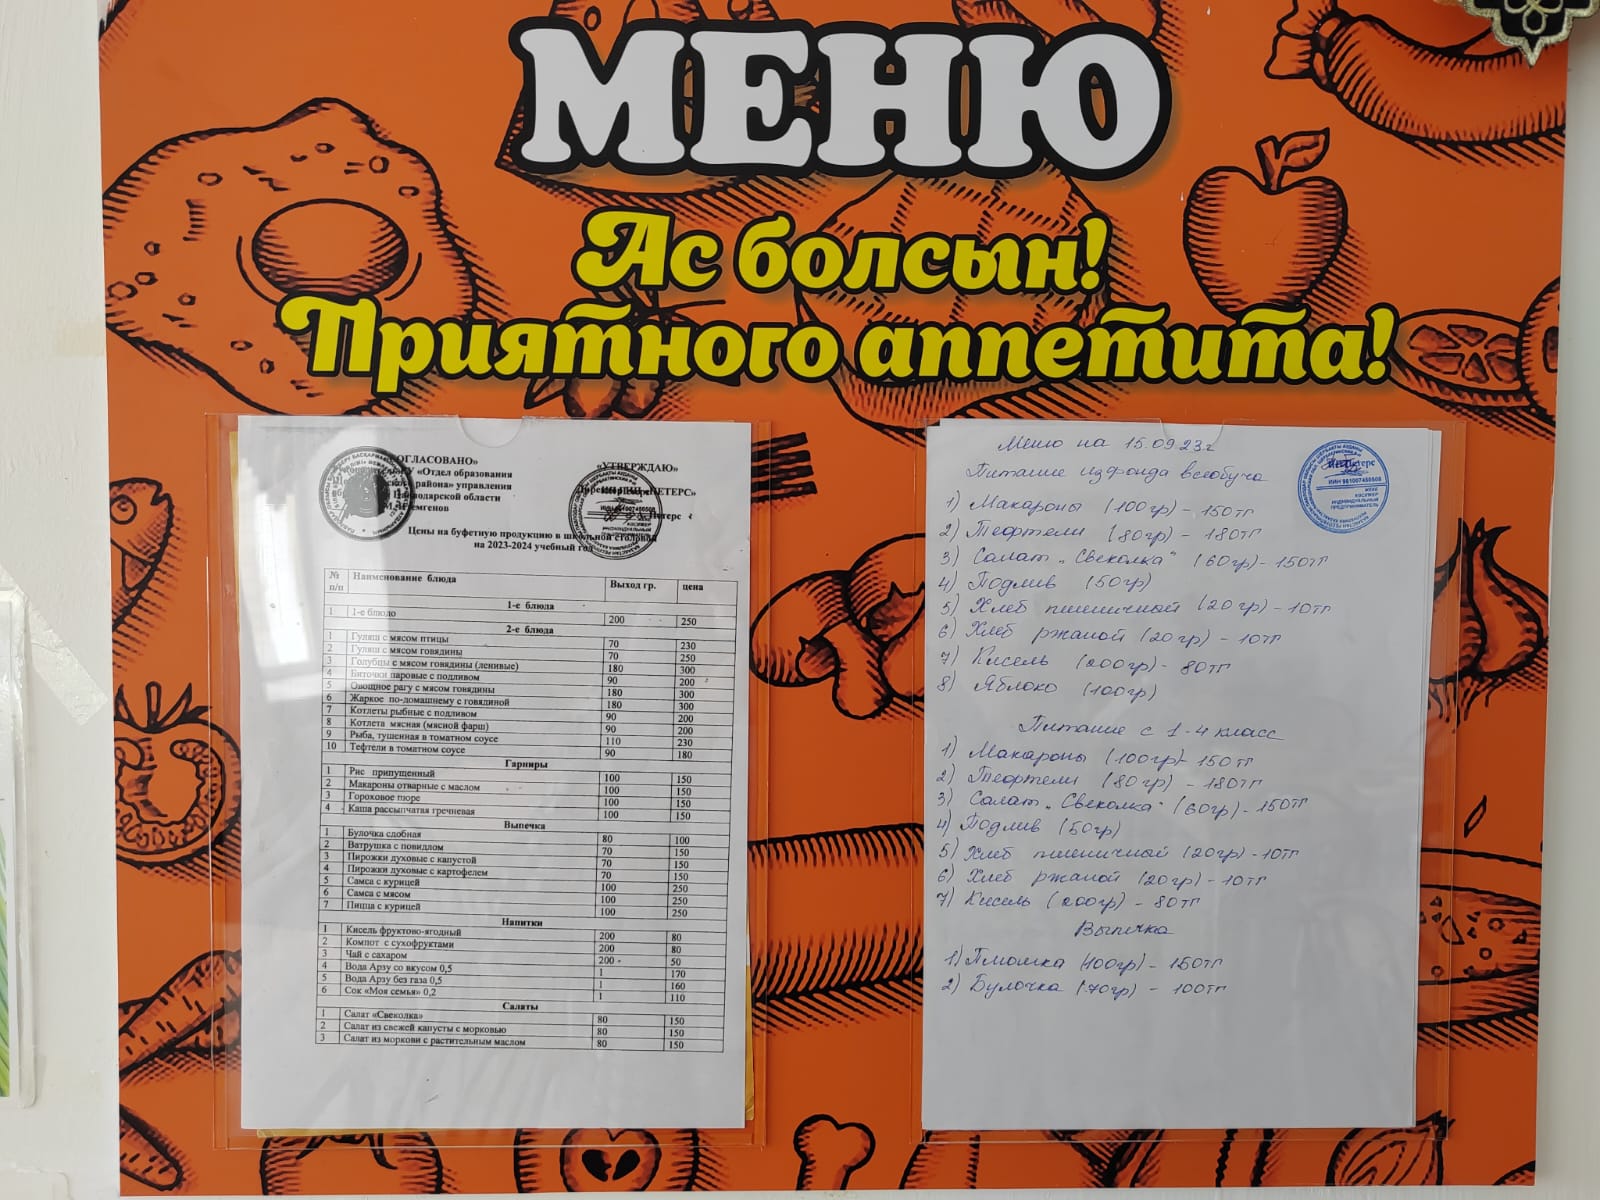 МЕНЮ
Ас болсын!
Приятного аппетита!
ОГЛАСОВАНО»
«Отдел образования
района» управления
Павлодарской области
«УТВЕРЖДАЮ»
ИП «ПЕТЕРС»
Петерс
Цены на буфетную продукцию в школьной столовой
на 2023-2024 учебный год
№ п/п Наименование блюда Выход гр. цена
1-е блюда
1 1-е блюдо 200 250
2-е блюда
1 Гуляш с мясом птицы 70 230
2 Гуляш с мясом говядины 70 250
3 Голубцы с мясом говядины (ленивые) 180 300
4 Биточки паровые с подливом 90 200
5 Овощное рагу с мясом говядины 180 300
6 Жаркое по-домашнему с говядиной 180 300
7 Котлеты рыбные с подливом 90 200
8 Котлета мясная (мясной фарш) 90 200
9 Рыба, тушенная в томатном соусе 110 230
10 Тефтели в томатном соусе 90 180
Гарниры
1 Рис припущенный 100 150
2 Макароны отварные с маслом 100 150
3 Гороховое пюре 100 150
4 Каша рассыпчатая гречневая 100 150
Выпечка
1 Булочка сдобная 80 100
2 Ватрушка с повидлом 70 150
3 Пирожки духовые с капустой 70 150
4 Пирожки духовые с картофелем 70 150
5 Самса с курицей 100 250
6 Самса с мясом 100 250
7 Пицца с курицей 100 250
Напитки
1 Кисель фруктово-ягодный 200 80
2 Компот с сухофруктами 200 80
3 Чай с сахаром 200 50
4 Вода Арзу со вкусом 0,5 1 170
5 Вода Арзу без газа 0,5 1 160
6 Сок «Моя семья» 0,2 1 110
Салаты
1 Салат «Свеколка» 80 150
2 Салат из свежей капусты с морковью 80 150
3 Салат из моркови с растительным маслом 80 150
Меню на 15.09.23г
Питание из фонда всеобуча
1) Макароны (100гр) - 150тг
2) Тефтели (80гр) - 180тг
3) Салат „Свеколка" (60гр) - 150тг
4) Подлив (50гр)
5) Хлеб пшеничной (20гр) - 10тг
6) Хлеб ржаной (20гр) - 10тг
7) Кисель (200гр) - 80тг
8) Яблоко (100гр)
Питание с 1-4 класс
1) Макароны (100гр) - 150тг
2) Тефтели (80гр) - 180тг
3) Салат „Свеколка" (60гр) - 150тг
4) Подлив (50гр)
5) Хлеб пшеничной (20гр) - 10тг
6) Хлеб ржаной (20гр) - 10тг
7) Кисель (200гр) - 80тг
Выпечка
1) (100гр) - 150тг
2) Булочка (70гр) - 100тг
ИИН 961007450508
ЖЕКЕ
КӘСІПКЕР
ИНДИВИДУАЛЬНЫЙ
ПРЕДПРИНИМАТЕЛЬ